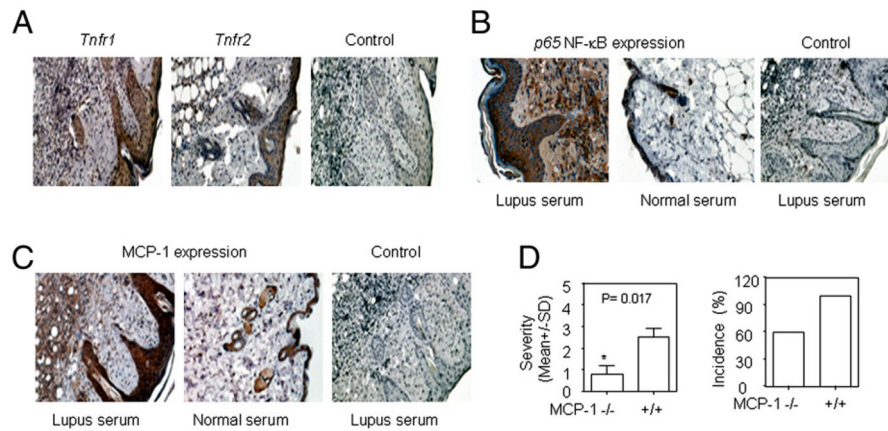 A
Tnfr1 Tnfr2 Control
B
p65 NF-κB expression Control
Lupus serum Normal serum Lupus serum
C
MCP-1 expression Control
Lupus serum Normal serum Lupus serum
D
Severity
(Mean+/-SD)
5
4
3
2
1
0
P= 0.017
*
MCP-1 -/- +/+
Incidence (%)
120
90
60
30
0
MCP-1 -/- +/+